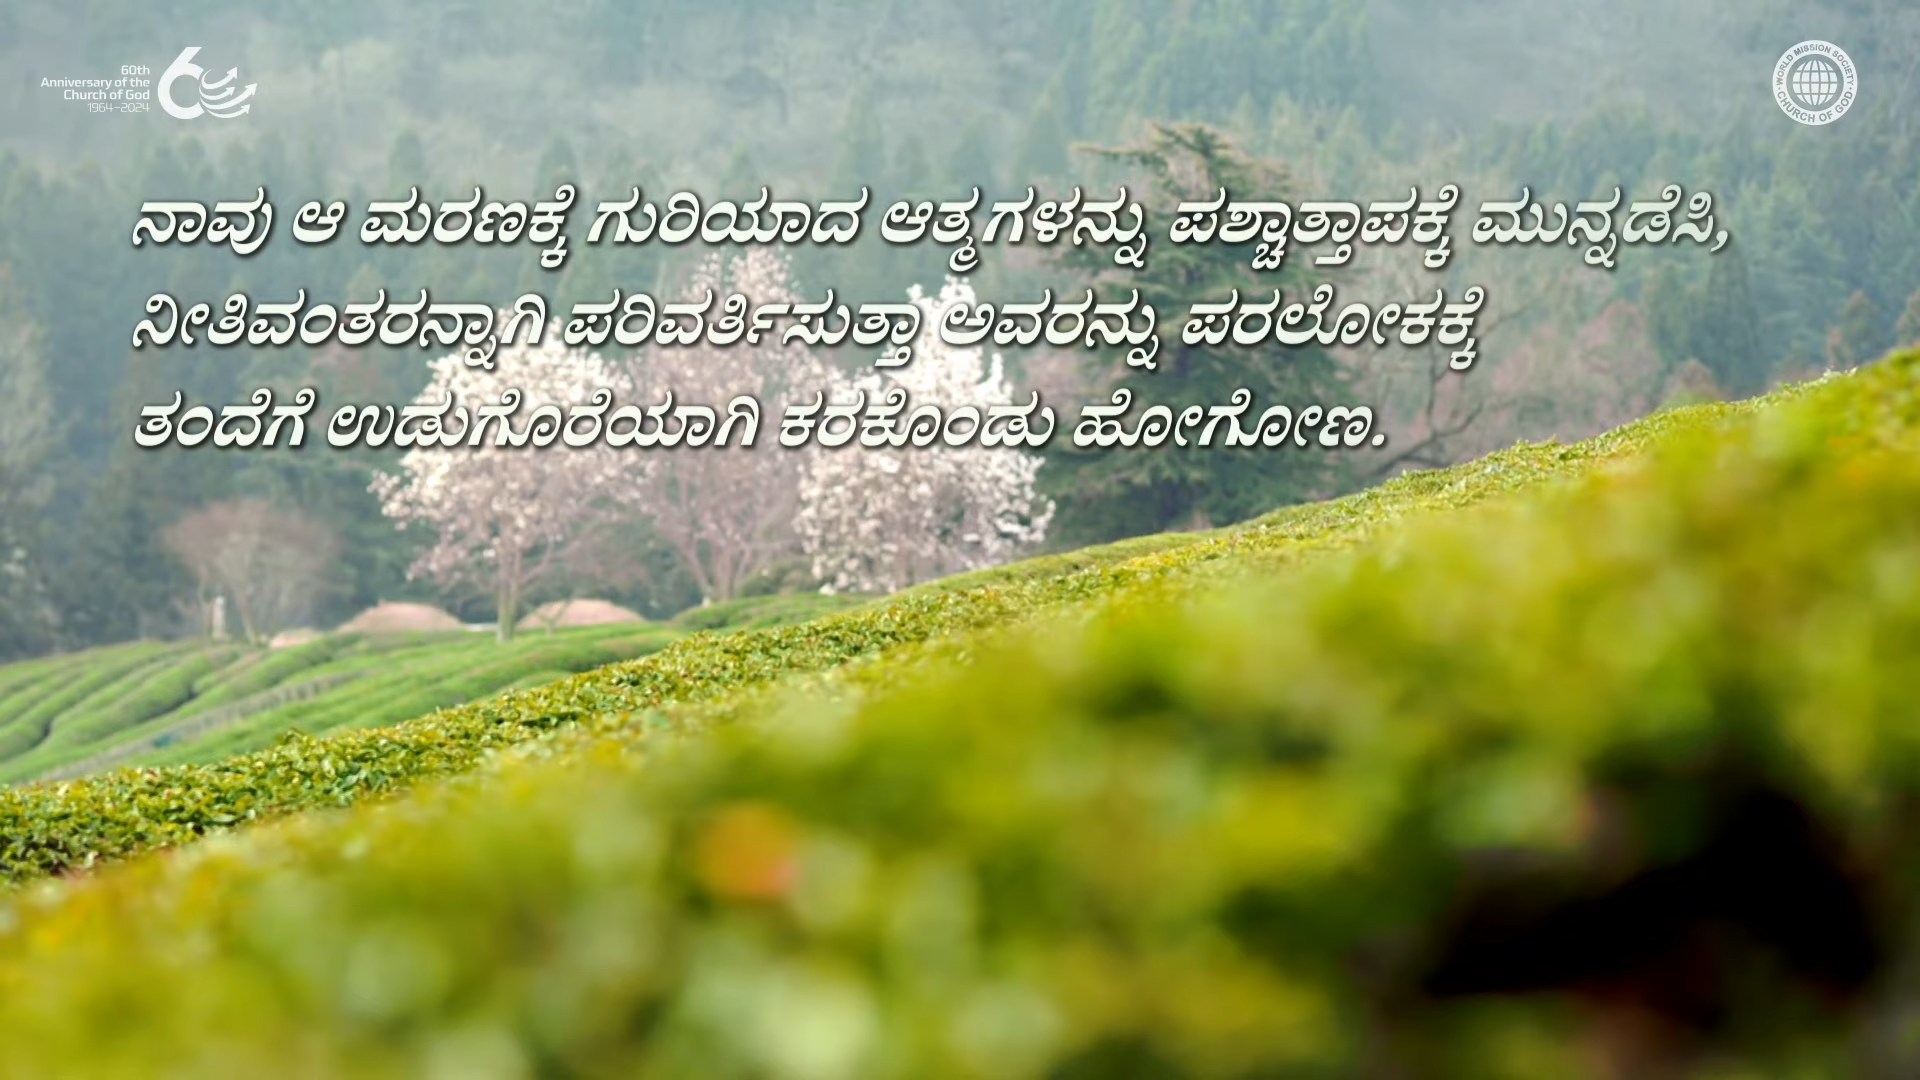 60th
Anniversary of the
Church of God
1964–2024
60
WORLD MISSION SOCIETY
CHURCH OF GOD
ನಾವು ಆ ಮರಣಕ್ಕೆ ಗುರಿಯಾದ ಆತ್ಮಗಳನ್ನು ಪಶ್ಚಾತ್ತಾಪಕ್ಕೆ ಮುನ್ನಡೆಸಿ,
ನೀತಿವಂತರನ್ನಾಗಿ ಪರಿವರ್ತಿಸುತ್ತಾ ಅವರನ್ನು ಪರಲೋಕಕ್ಕೆ
ತಂದೆಗೆ ಉಡುಗೊರೆಯಾಗಿ ಕರಕೊಂಡು ಹೋಗೋಣ.